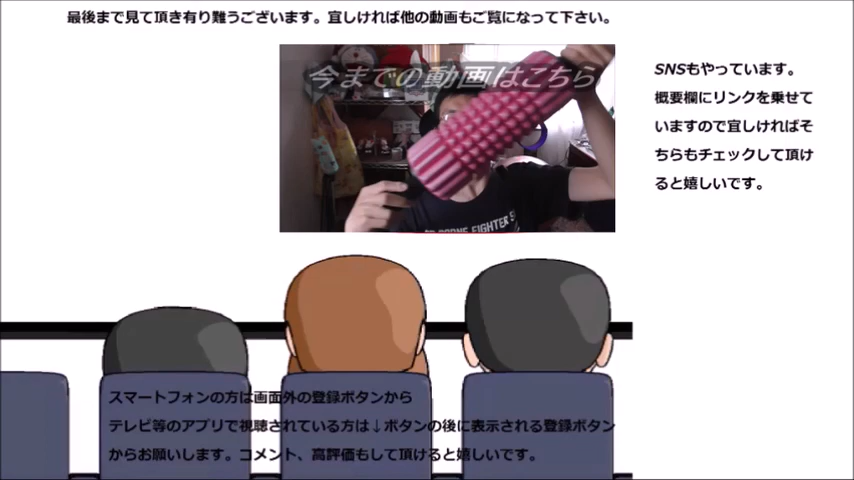 最後まで見て頂き有り難うございます。宜しければ他の動画もご覧になって下さい。
今までの動画はこちら
SNSもやっています。
概要欄にリンクを乗せて
いますので宜しければそ
ちらもチェックして頂け
ると嬉しいです。
スマートフォンの方は画面外の登録ボタンから
テレビ等のアプリで視聴されている方は↓ボタンの後に表示される登録ボタン
からお願いします。コメント、高評価もして頂けると嬉しいです。